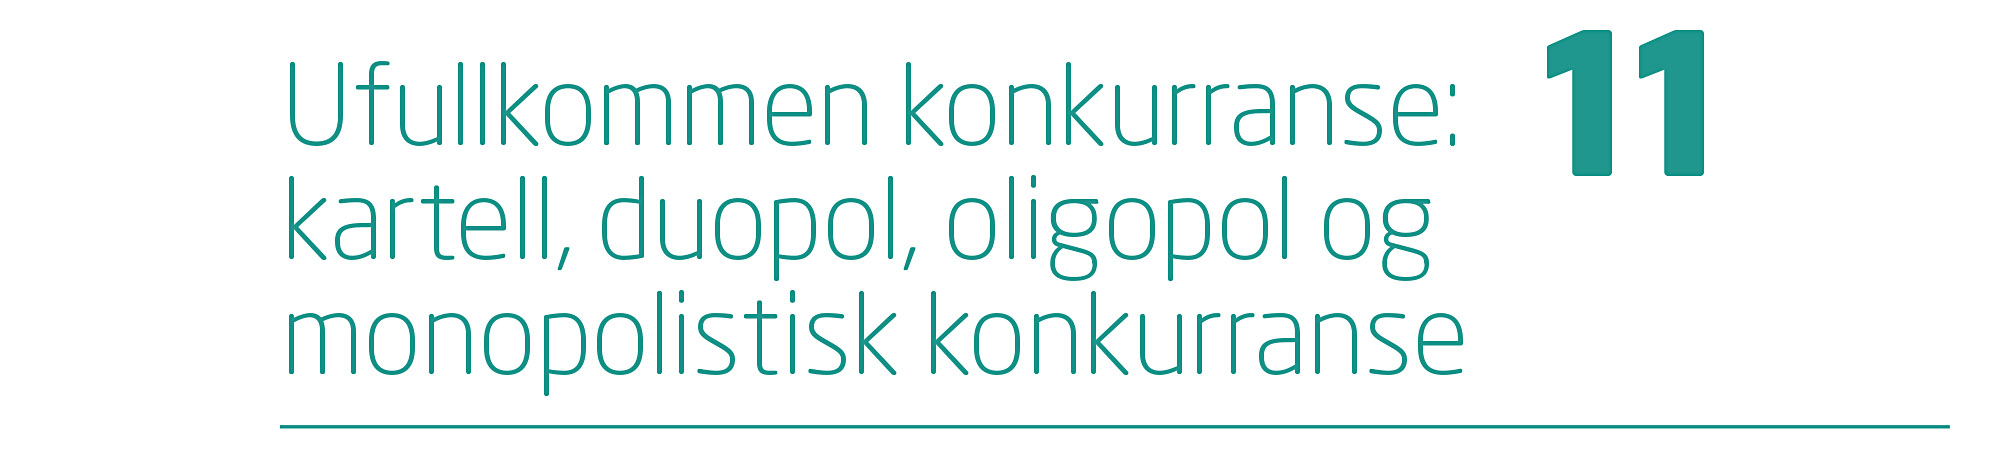 Ufullkommen konkurranse: 11
kartell, duopol, oligopol og
monopolistisk konkurranse